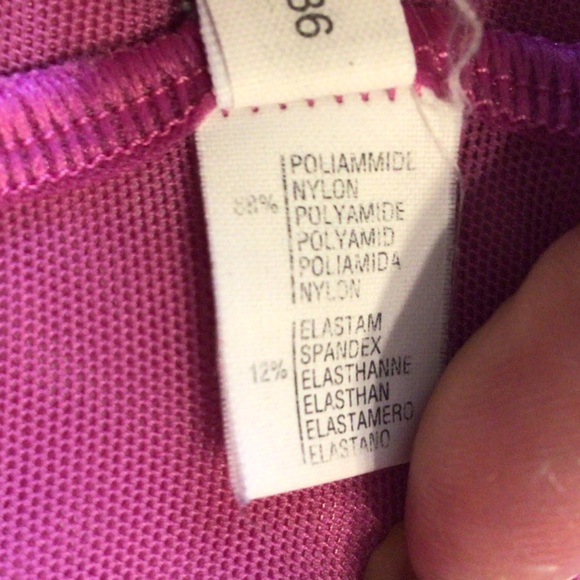 36
POLIAMMIDE
NYLON
88% POLYAMIDE
POLYAMID
POLIAMIDA
NYLON
ELASTAM
SPANDEX
12% ELASTHANNE
ELASTHAN
ELASTAMERO
ELASTANO